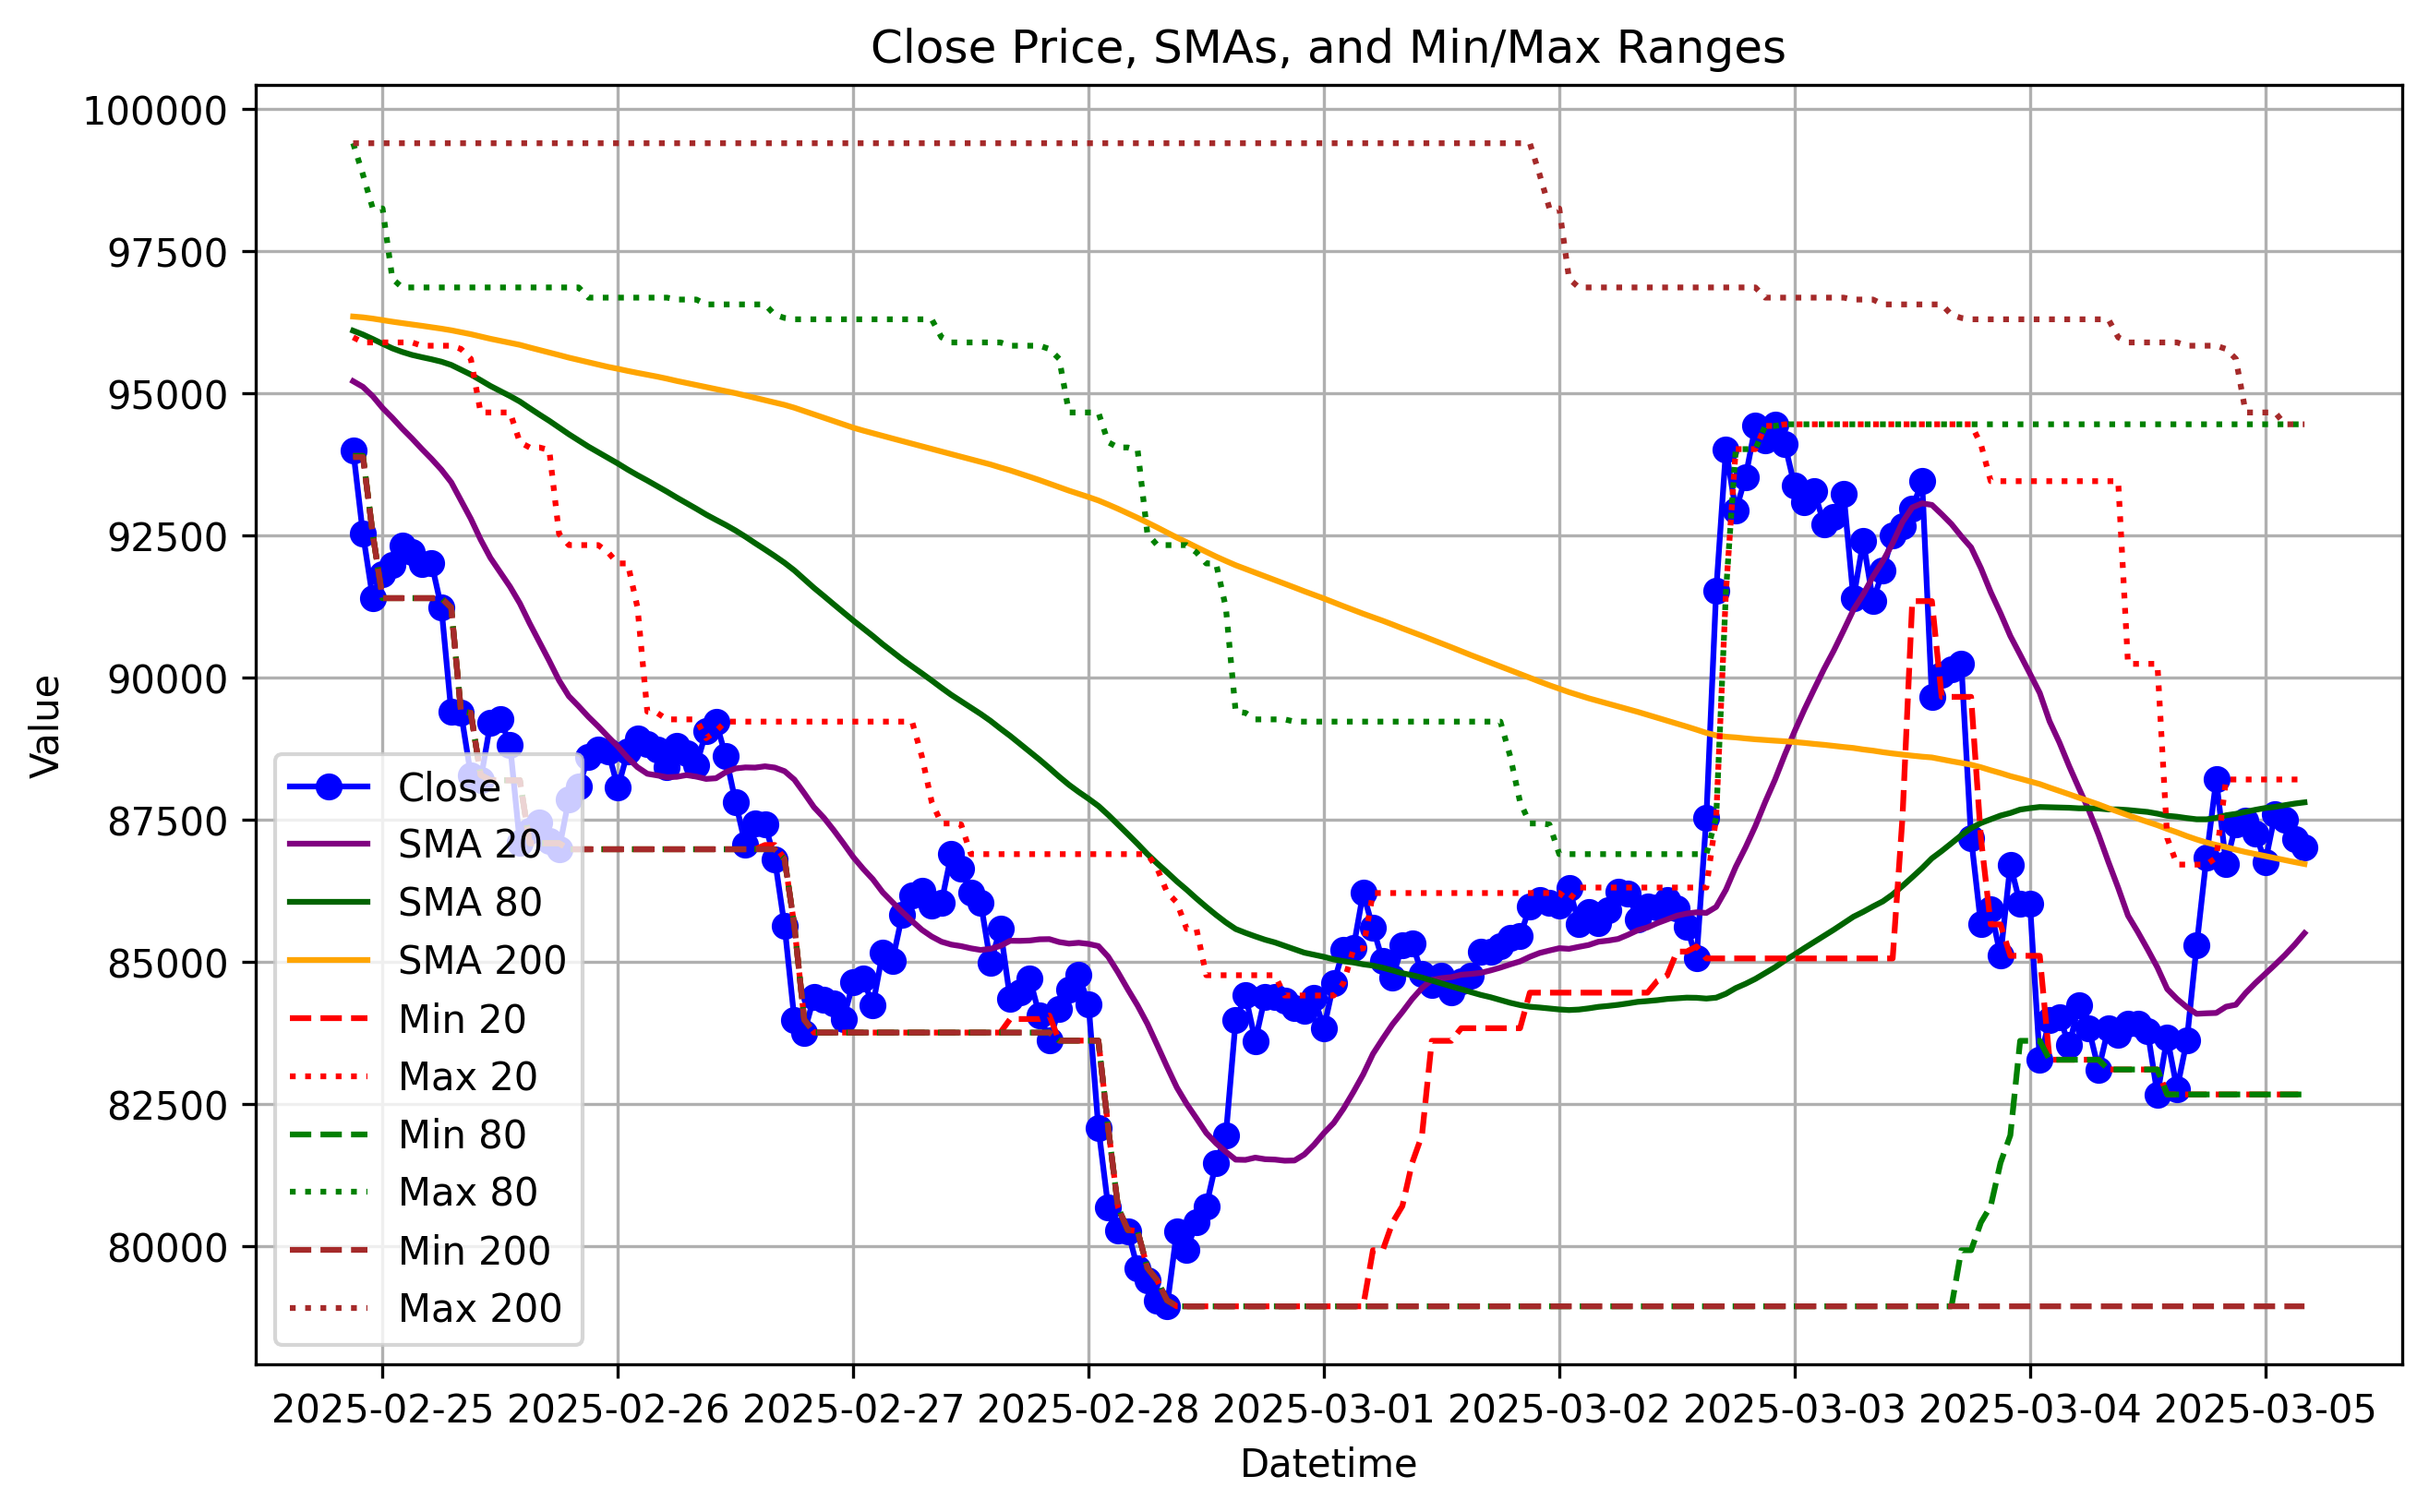 Close Price, SMAs, and Min/Max Ranges
100000
97500
95000
92500
90000
87500
85000
82500
80000
Value
Close
SMA 20
SMA 80
SMA 200
Min 20
Max 20
Min 80
Max 80
Min 200
Max 200
2025-02-25 2025-02-26 2025-02-27 2025-02-28 2025-03-01 2025-03-02 2025-03-03 2025-03-04 2025-03-05
Datetime